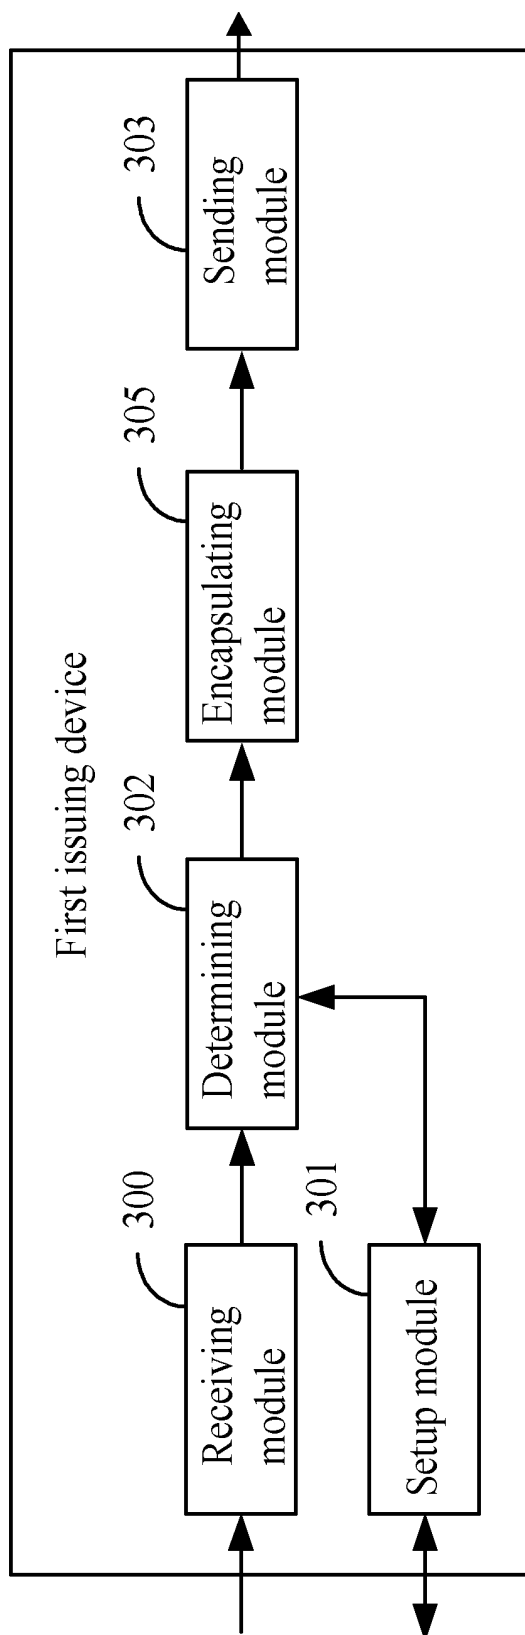 First issuing device
300
Receiving
module
302
Determining
module
305
Encapsulating
module
303
Sending
module
301
Setup module